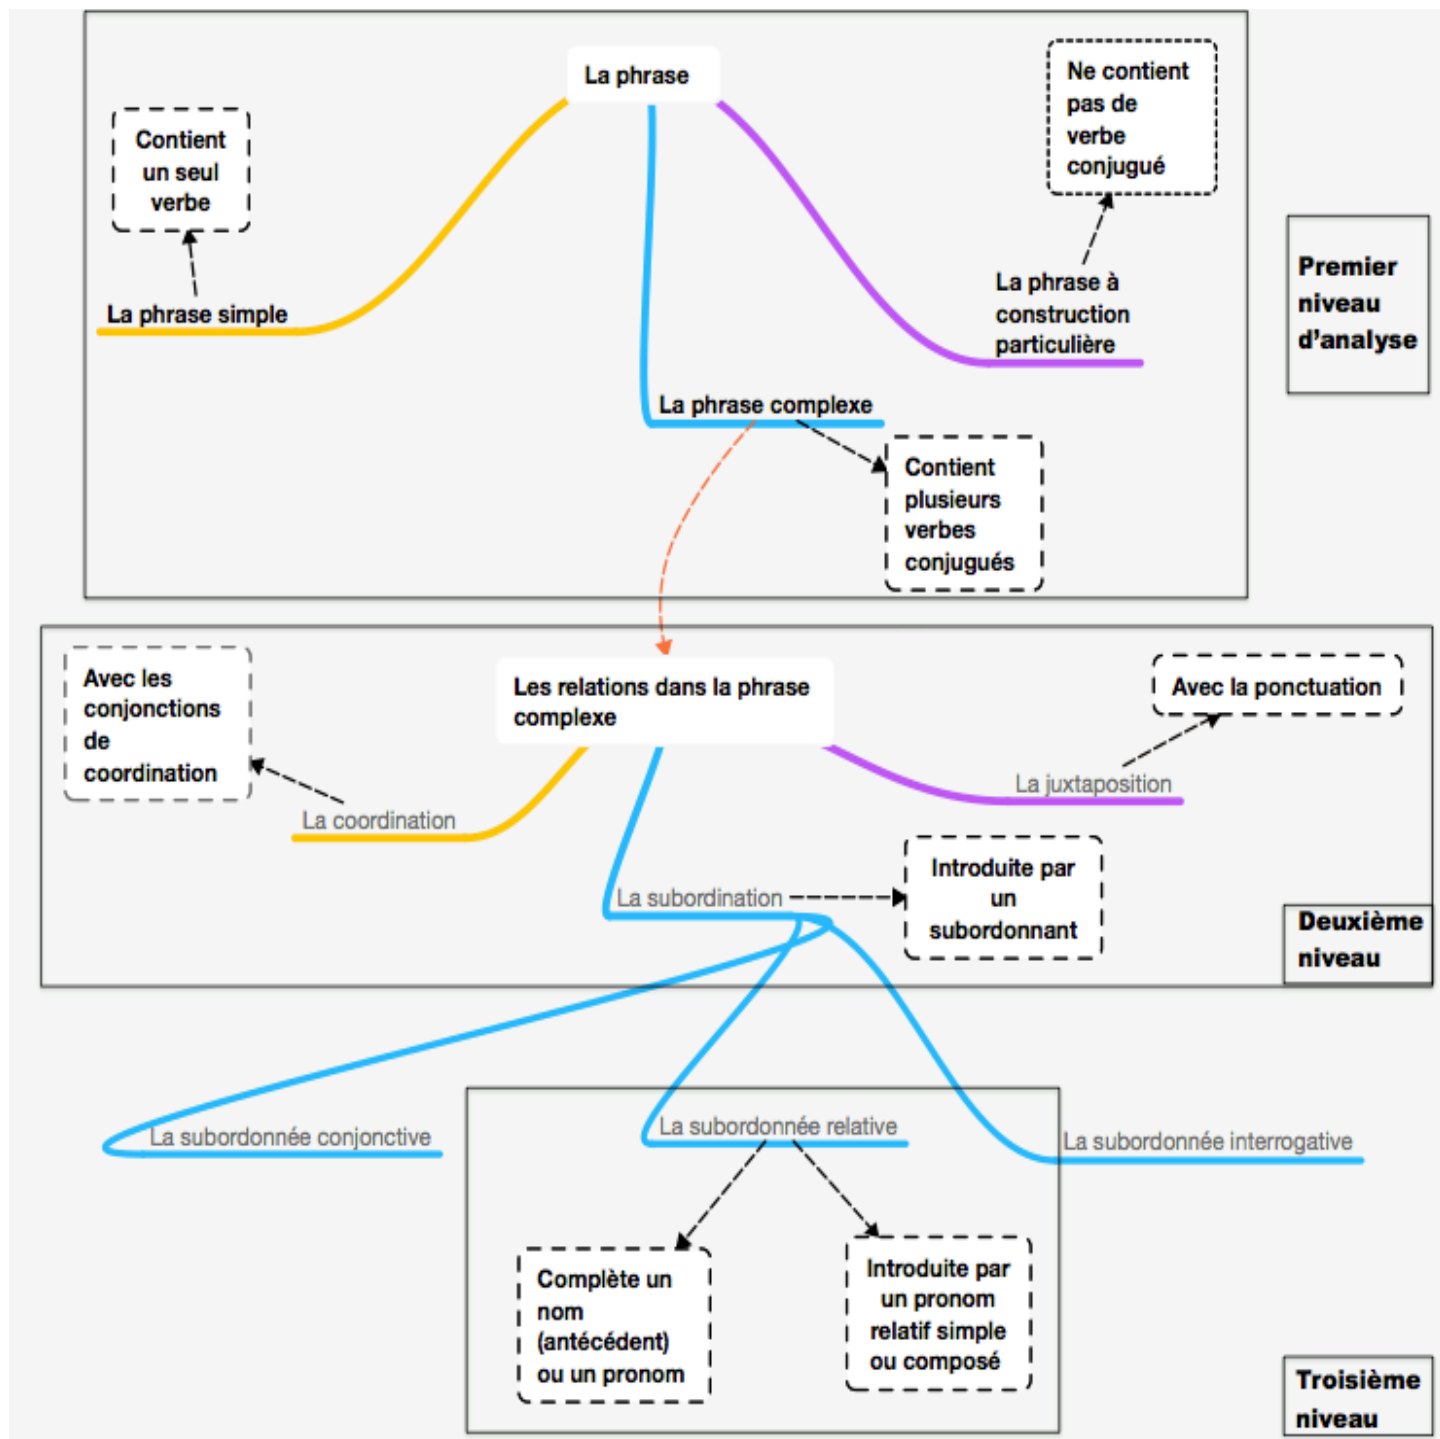 La phrase
Ne contient
pas de
verbe
conjugué
Contient
un seul
verbe
La phrase simple
La phrase à
construction
particulière
Premier
niveau
d'analyse
La phrase complexe
Contient
plusieurs
verbes
conjugués
Avec les
conjonctions
de
coordination
Les relations dans la phrase
complexe
Avec la ponctuation
La juxtaposition
La coordination
La subordination
Introduite par
un
subordonnant
Deuxième
niveau
La subordonnée conjonctive
La subordonnée relative
La subordonnée interrogative
Complète un
nom
(antécédent)
ou un pronom
Introduite par
un pronom
relatif simple
ou composé
Troisième
niveau